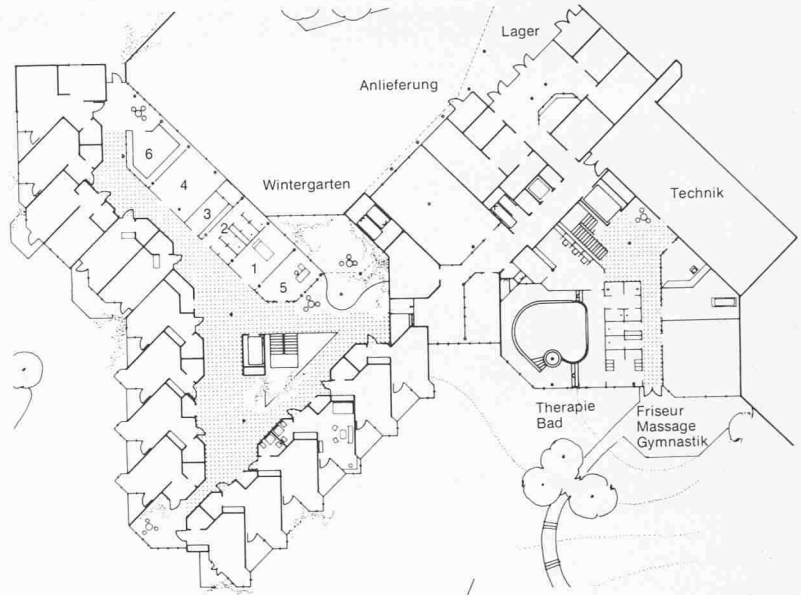 Lager
Anlieferung
Wintergarten
Technik
6
4
3
2
1
5
Therapie
Bad
Friseur
Massage
Gymnastik